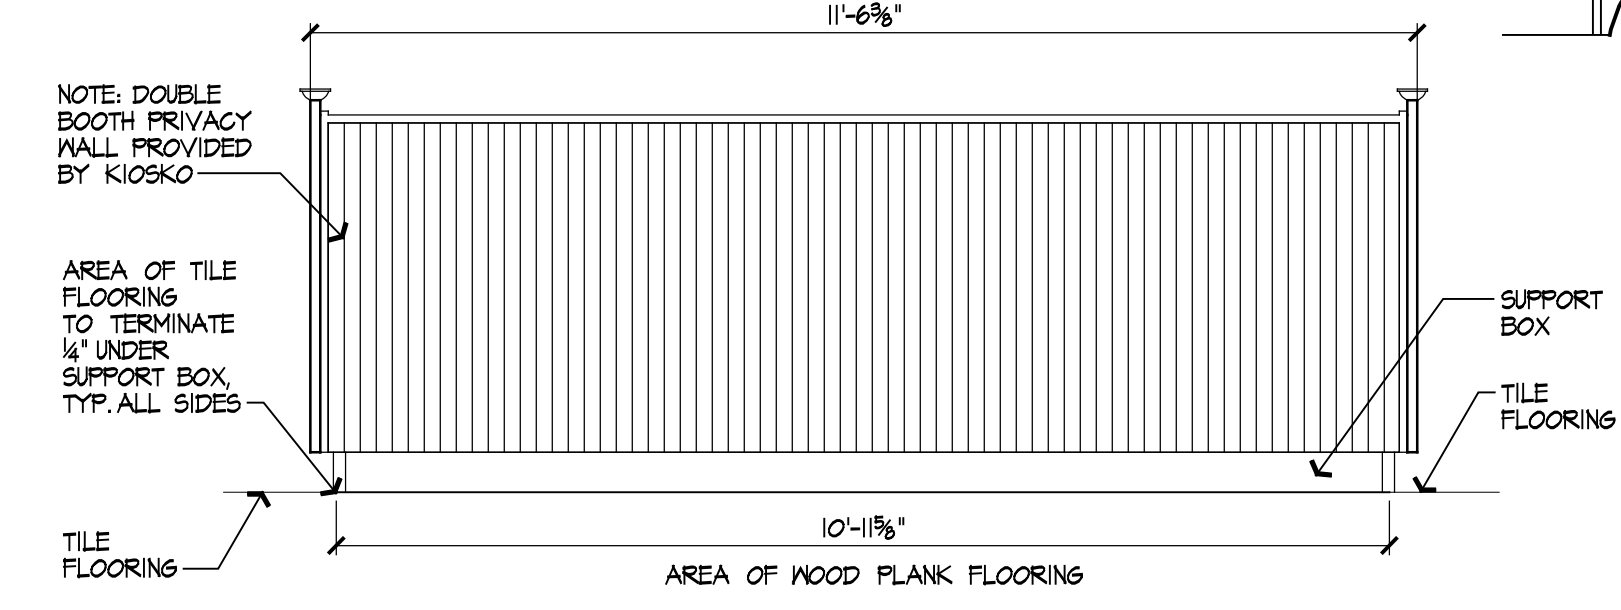 11'-6⅜"
NOTE: DOUBLE
BOOTH PRIVACY
WALL PROVIDED
BY KIOSKO
AREA OF TILE
FLOORING
TO TERMINATE
¼" UNDER
SUPPORT BOX,
TYP. ALL SIDES
SUPPORT
BOX
TILE
FLOORING
TILE
FLOORING
10'-11⅝"
AREA OF WOOD PLANK FLOORING